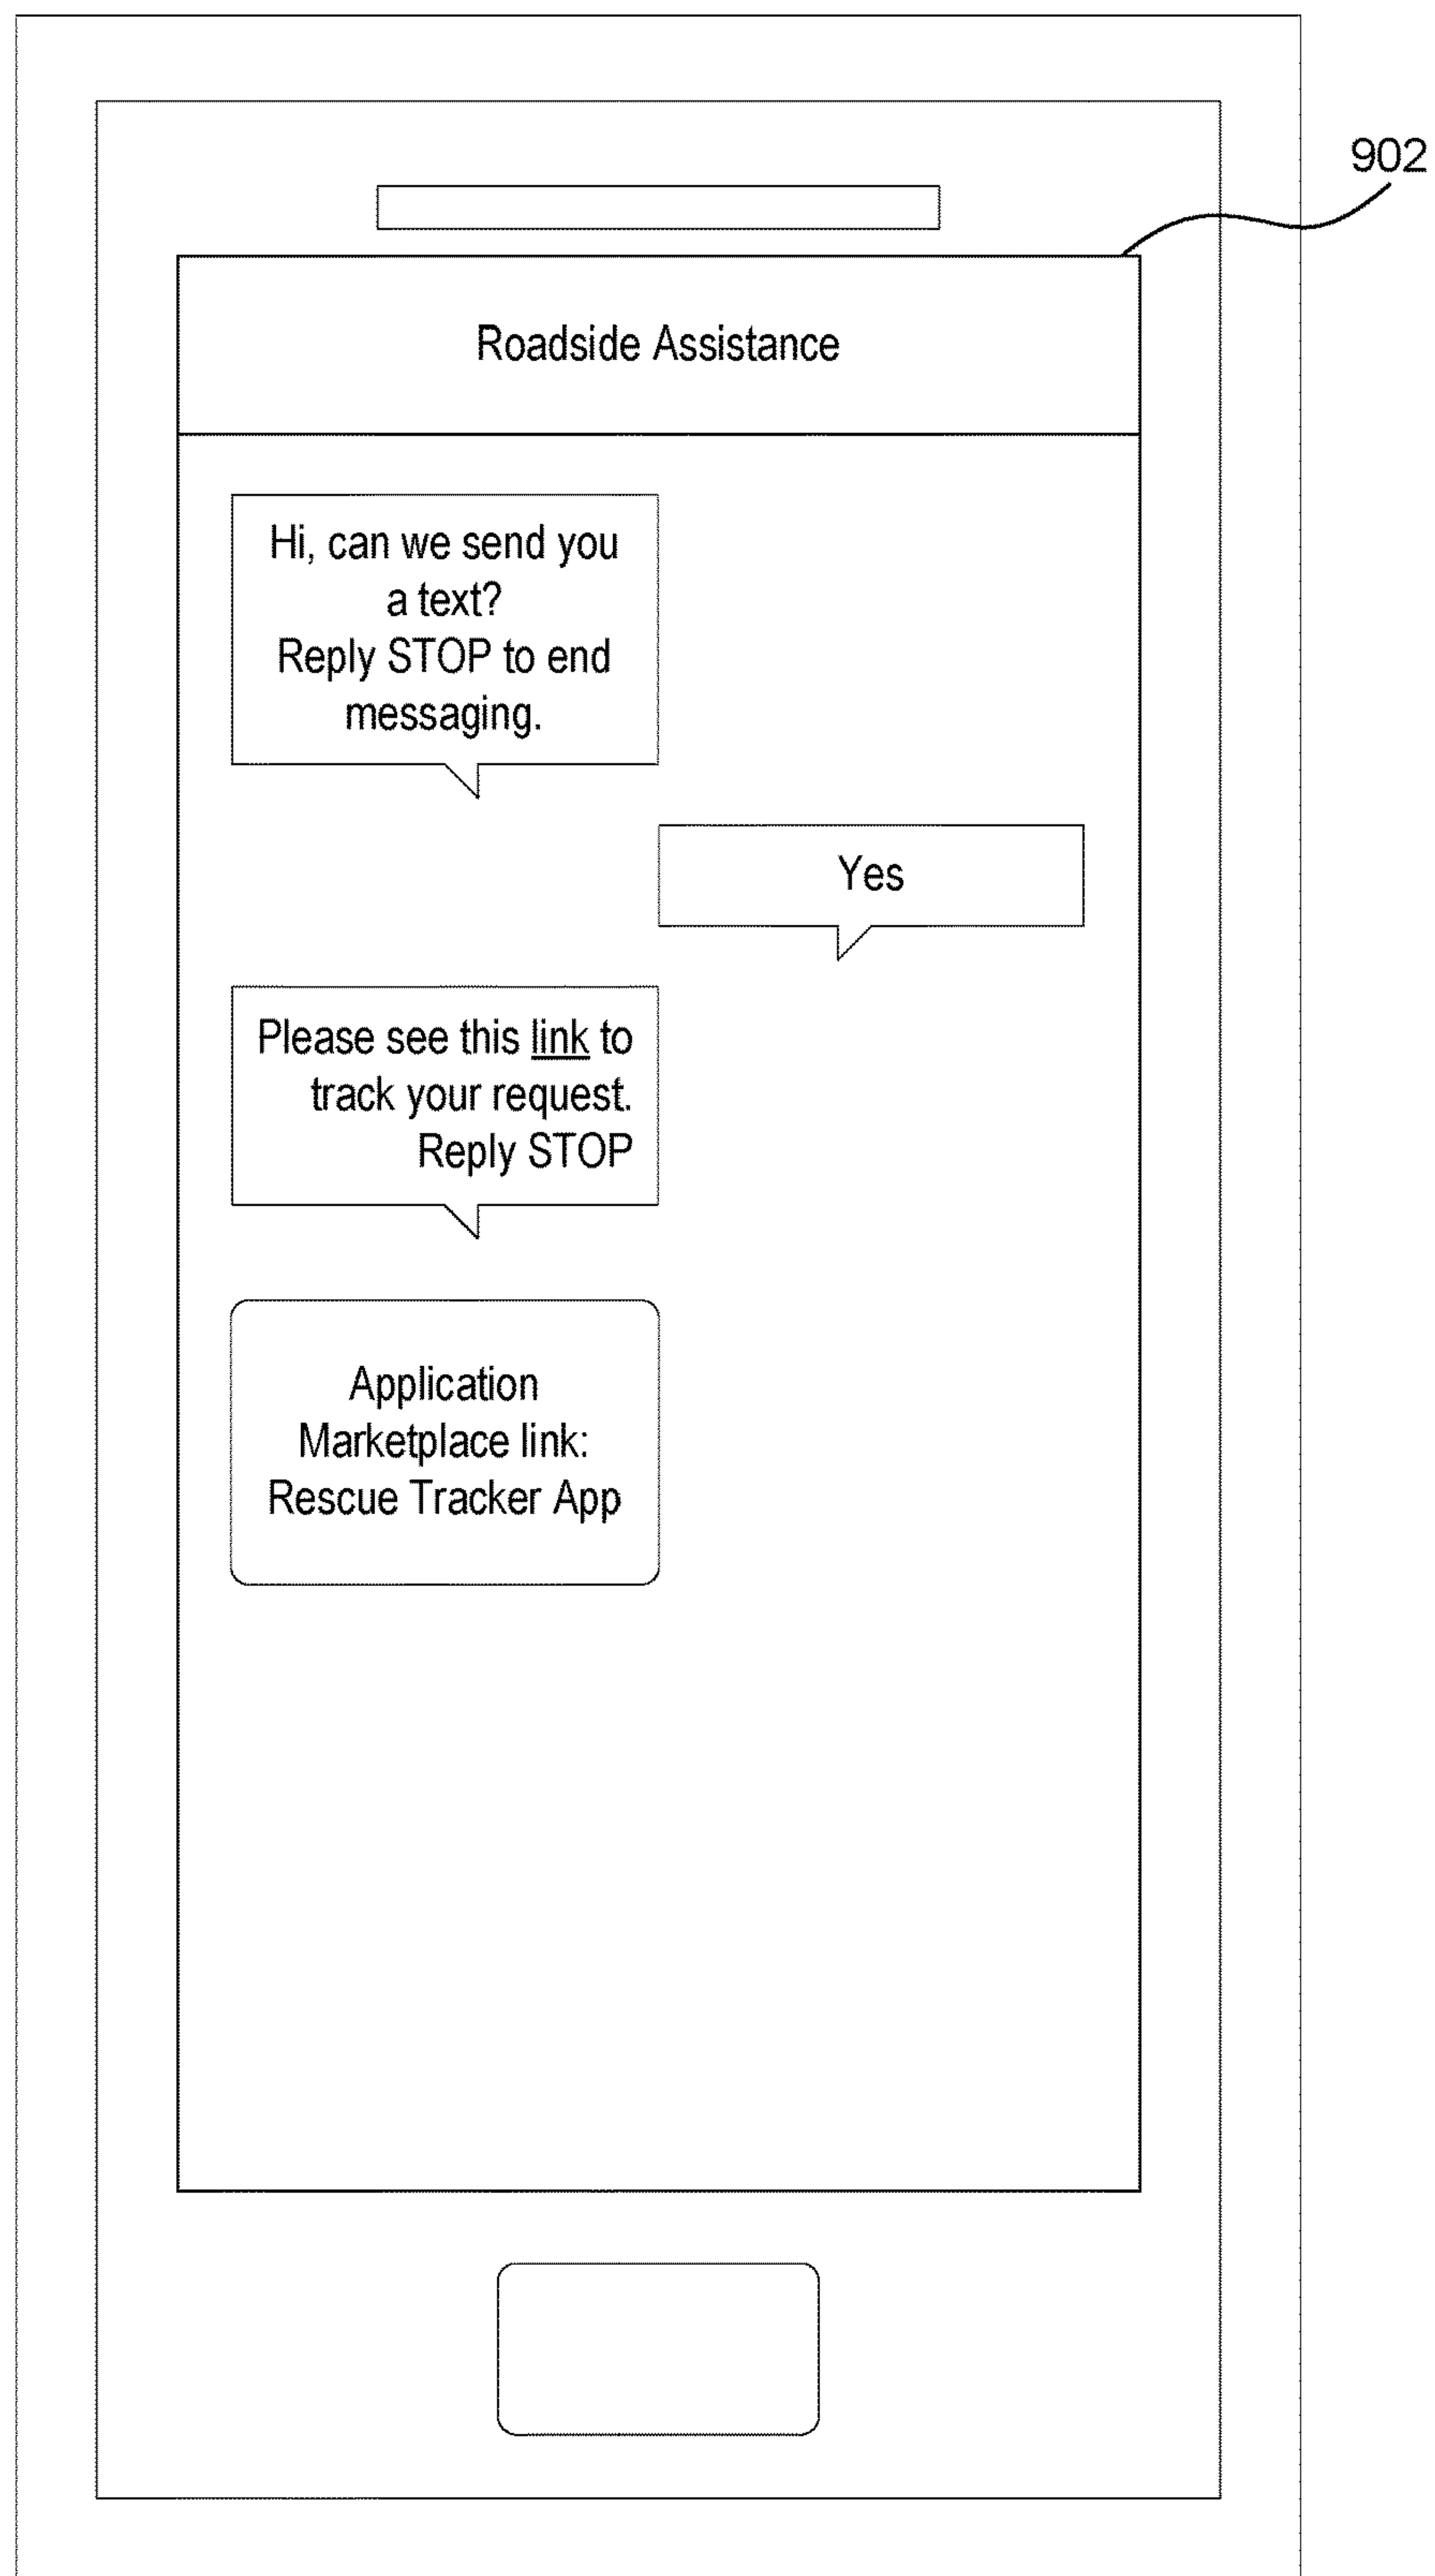 902
Roadside Assistance
Hi, can we send you
a text?
Reply STOP to end
messaging.
Yes
Please see this link to
track your request.
Reply STOP
Application
Marketplace link:
Rescue Tracker App